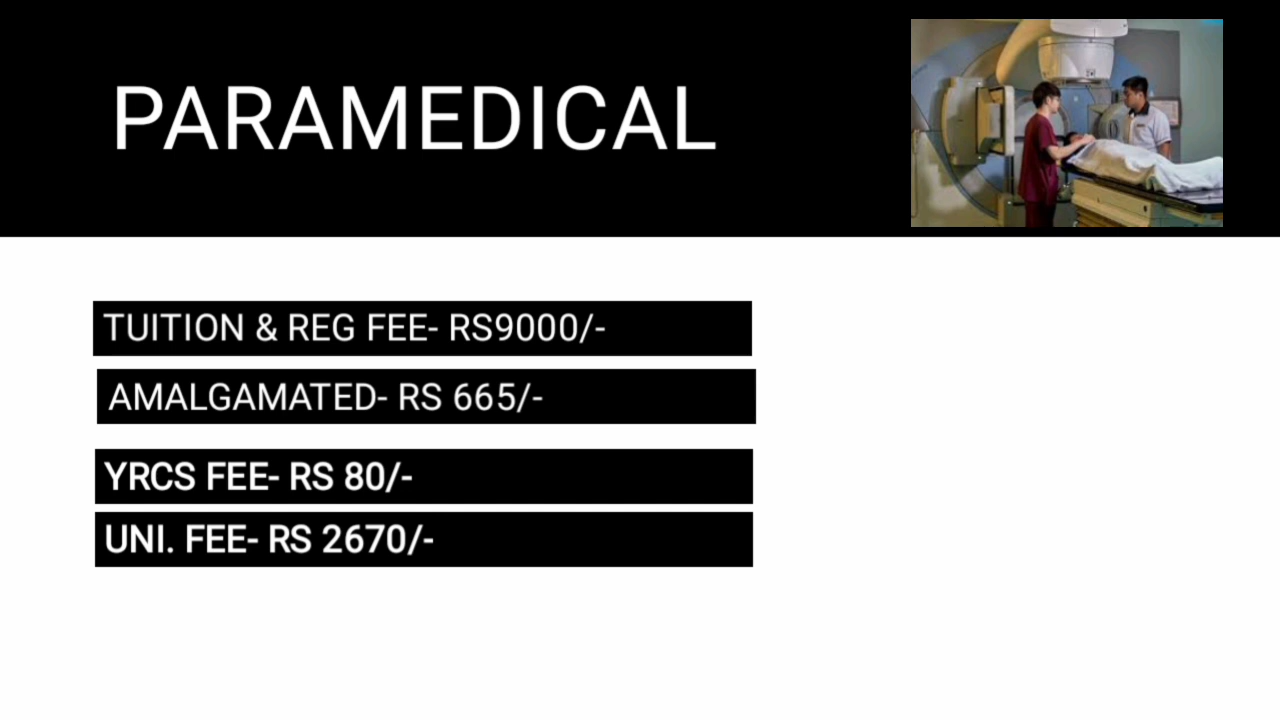 PARAMEDICAL
TUITION & REG FEE- RS9000/-
AMALGAMATED- RS 665/-
YRCS FEE- RS 80/-
UNI. FEE- RS 2670/-